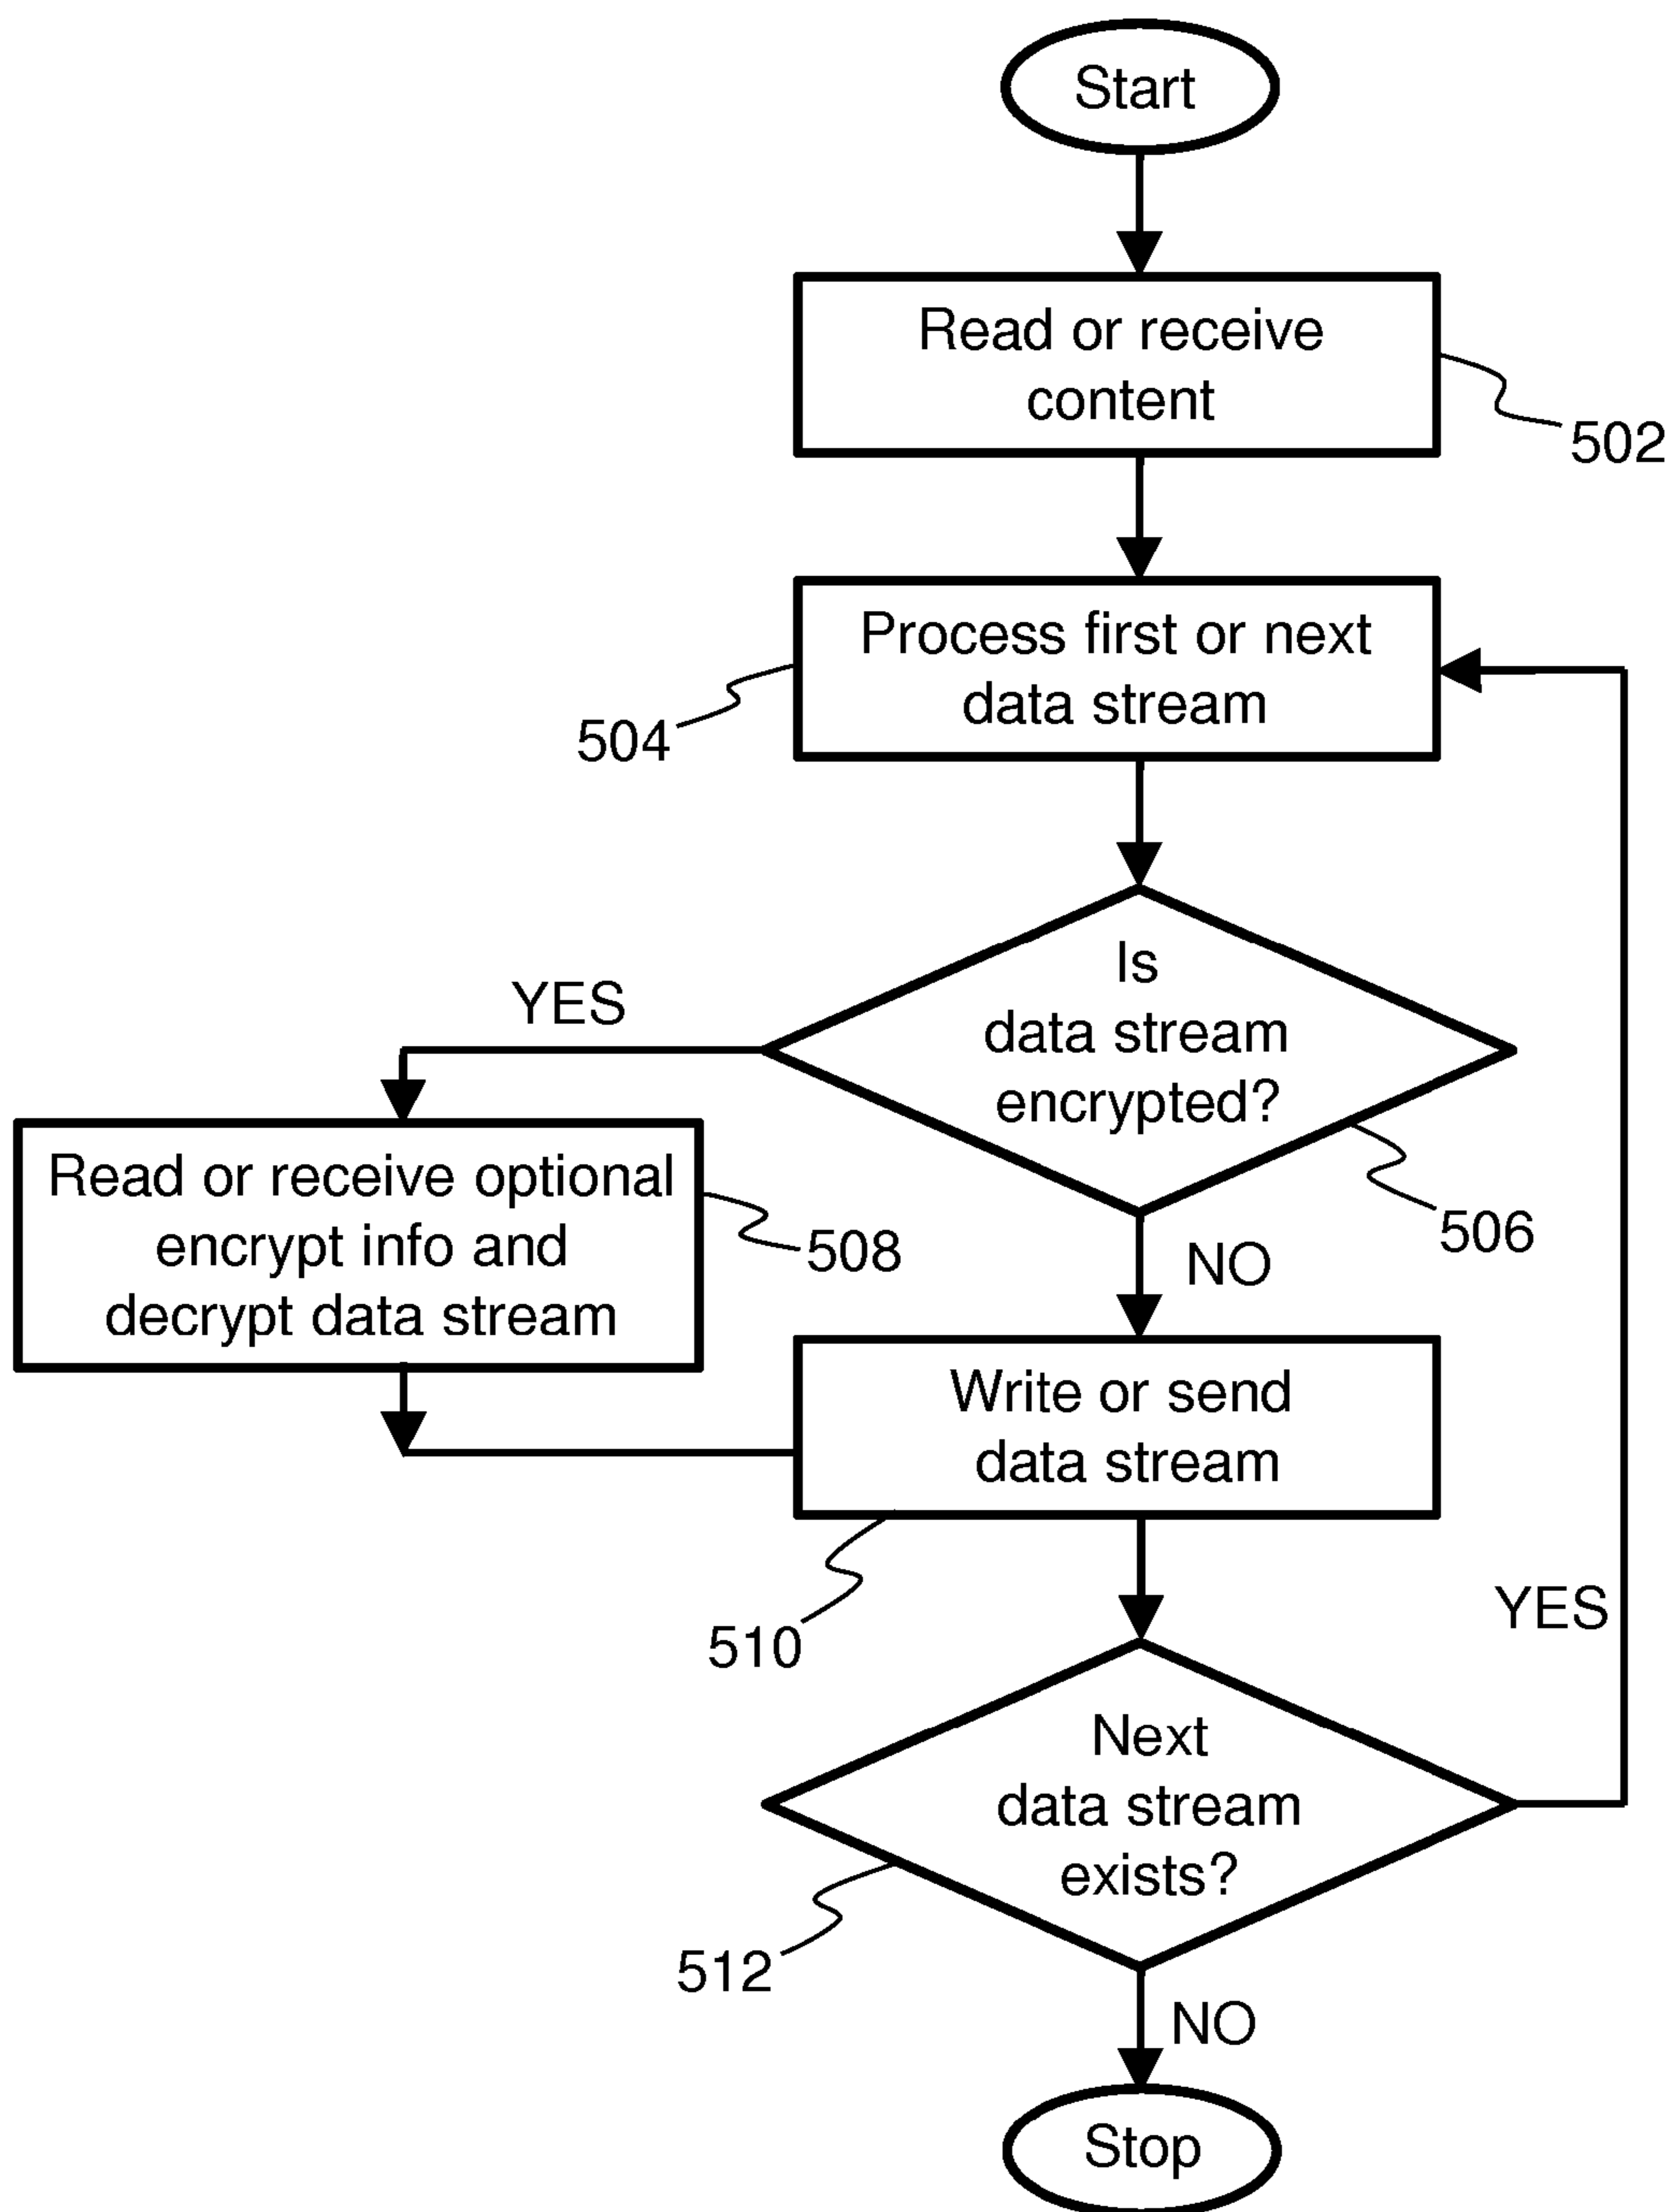 Start
Read or receive
content
502
Process first or next
data stream
504
Is
data stream
encrypted?
YES
506
Read or receive optional
encrypt info and
decrypt data stream
508
NO
Write or send
data stream
510
YES
Next
data stream
exists?
512
NO
Stop